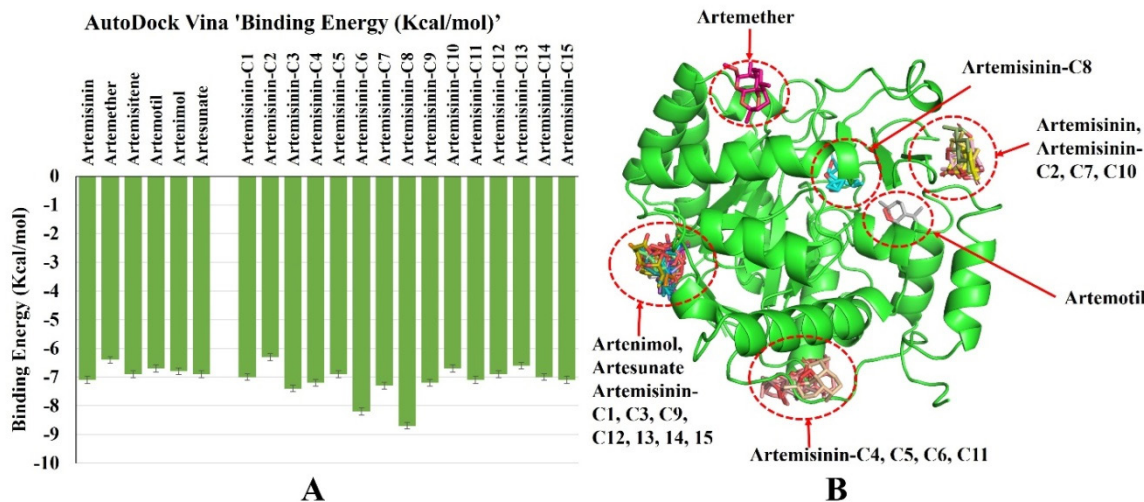 AutoDock Vina 'Binding Energy (Kcal/mol)’
Artemisinin
Artemether
Artemisitene
Artemotil
Artenimol
Artesunate
Artemisinin-C1
Artemisinin-C2
Artemisinin-C3
Artemisinin-C4
Artemisinin-C5
Artemisinin-C6
Artemisinin-C7
Artemisinin-C8
Artemisinin-C9
Artemisinin-C10
Artemisinin-C11
Artemisinin-C12
Artemisinin-C13
Artemisinin-C14
Artemisinin-C15
Binding Energy (Kcal/mol)
0
-1
-2
-3
-4
-5
-6
-7
-8
-9
-10
A
Artemether
Artemisinin-C8
Artemisinin,
Artemisinin-
C2, C7, C10
Artemotil
Artenimol,
Artesunate
Artemisinin-
C1, C3, C9,
C12, 13, 14, 15
Artemisinin-C4, C5, C6, C11
B